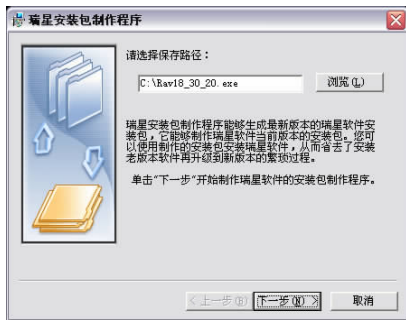 瑞星安装包制作程序
请选择保存路径：
C:\Rav18_30_20.exe
浏览(L)
瑞星安装包制作程序能够生成最新版本的瑞星软件安
装包，它能够制作瑞星软件当前版本的安装包。您可
以使用制作的安装包安装瑞星软件，从而省去了安装
老版本软件再升级到新版本的繁琐过程。
单击"下一步"开始制作瑞星软件的安装包制作程序。
< 上一步(B) 下一步(N) > 取消